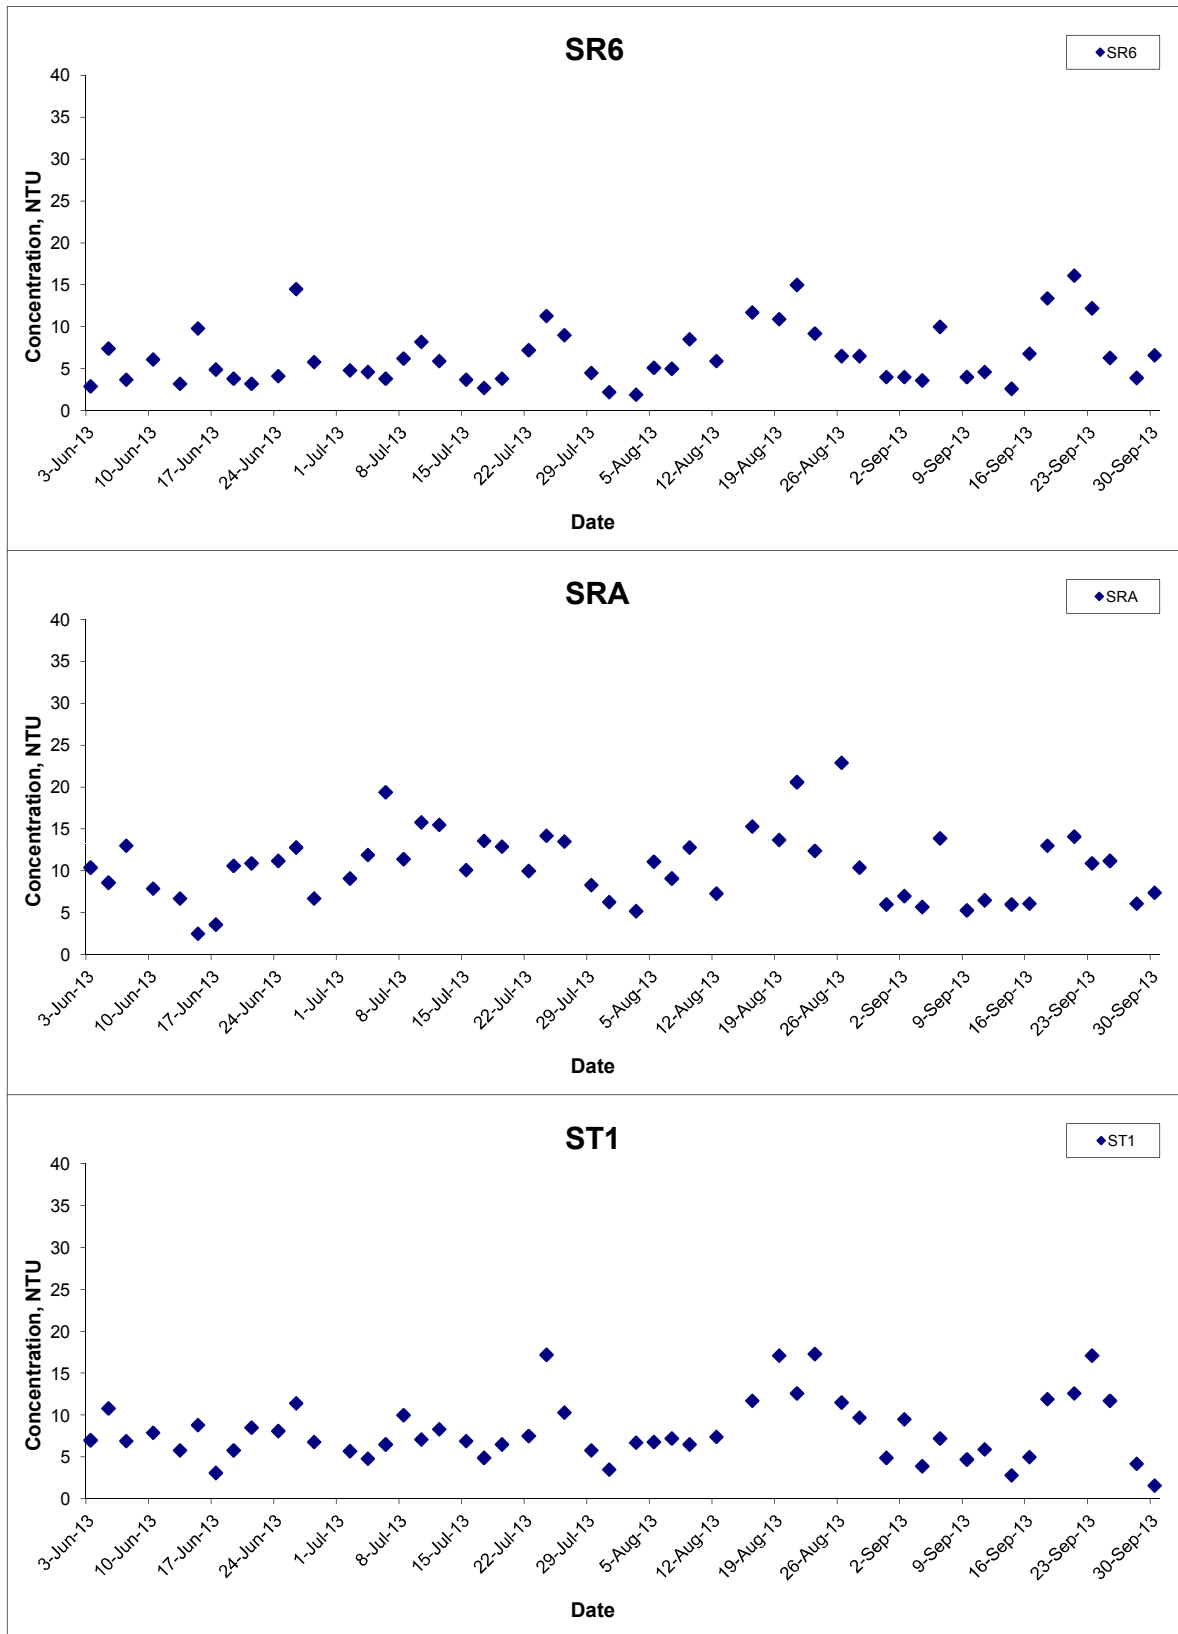 SR6
SR6
40
35
30
25
20
15
10
5
0
Concentration, NTU
3-Jun-13
10-Jun-13
17-Jun-13
24-Jun-13
1-Jul-13
8-Jul-13
15-Jul-13
22-Jul-13
29-Jul-13
5-Aug-13
12-Aug-13
19-Aug-13
26-Aug-13
2-Sep-13
9-Sep-13
16-Sep-13
23-Sep-13
30-Sep-13
Date
SRA
SRA
40
35
30
25
20
15
10
5
0
Concentration, NTU
3-Jun-13
10-Jun-13
17-Jun-13
24-Jun-13
1-Jul-13
8-Jul-13
15-Jul-13
22-Jul-13
29-Jul-13
5-Aug-13
12-Aug-13
19-Aug-13
26-Aug-13
2-Sep-13
9-Sep-13
16-Sep-13
23-Sep-13
30-Sep-13
Date
ST1
ST1
40
35
30
25
20
15
10
5
0
Concentration, NTU
3-Jun-13
10-Jun-13
17-Jun-13
24-Jun-13
1-Jul-13
8-Jul-13
15-Jul-13
22-Jul-13
29-Jul-13
5-Aug-13
12-Aug-13
19-Aug-13
26-Aug-13
2-Sep-13
9-Sep-13
16-Sep-13
23-Sep-13
30-Sep-13
Date